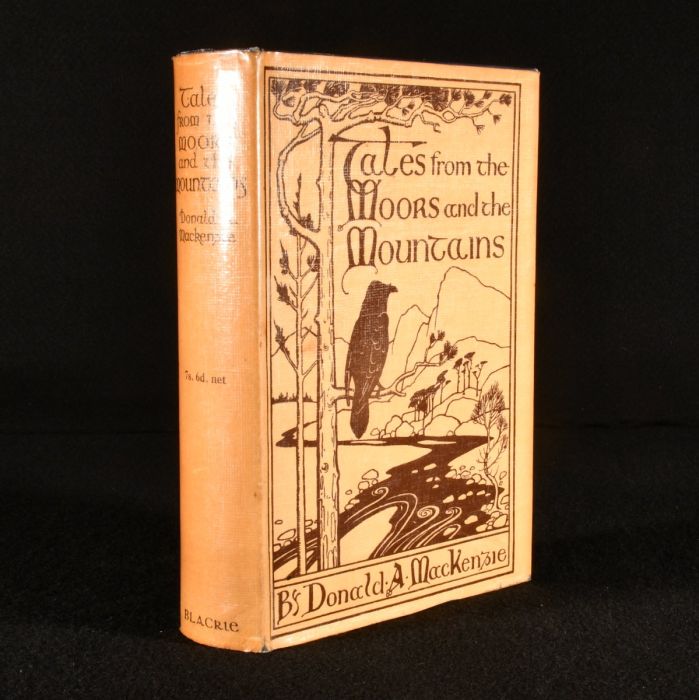 Tales
from the
Moors
and the
Mountains
Donald A
Mackenzie
7s. 6d. net
BLACKIE
Tales from the
Moors and the
Mountains
By Donald · A · MacKenzie